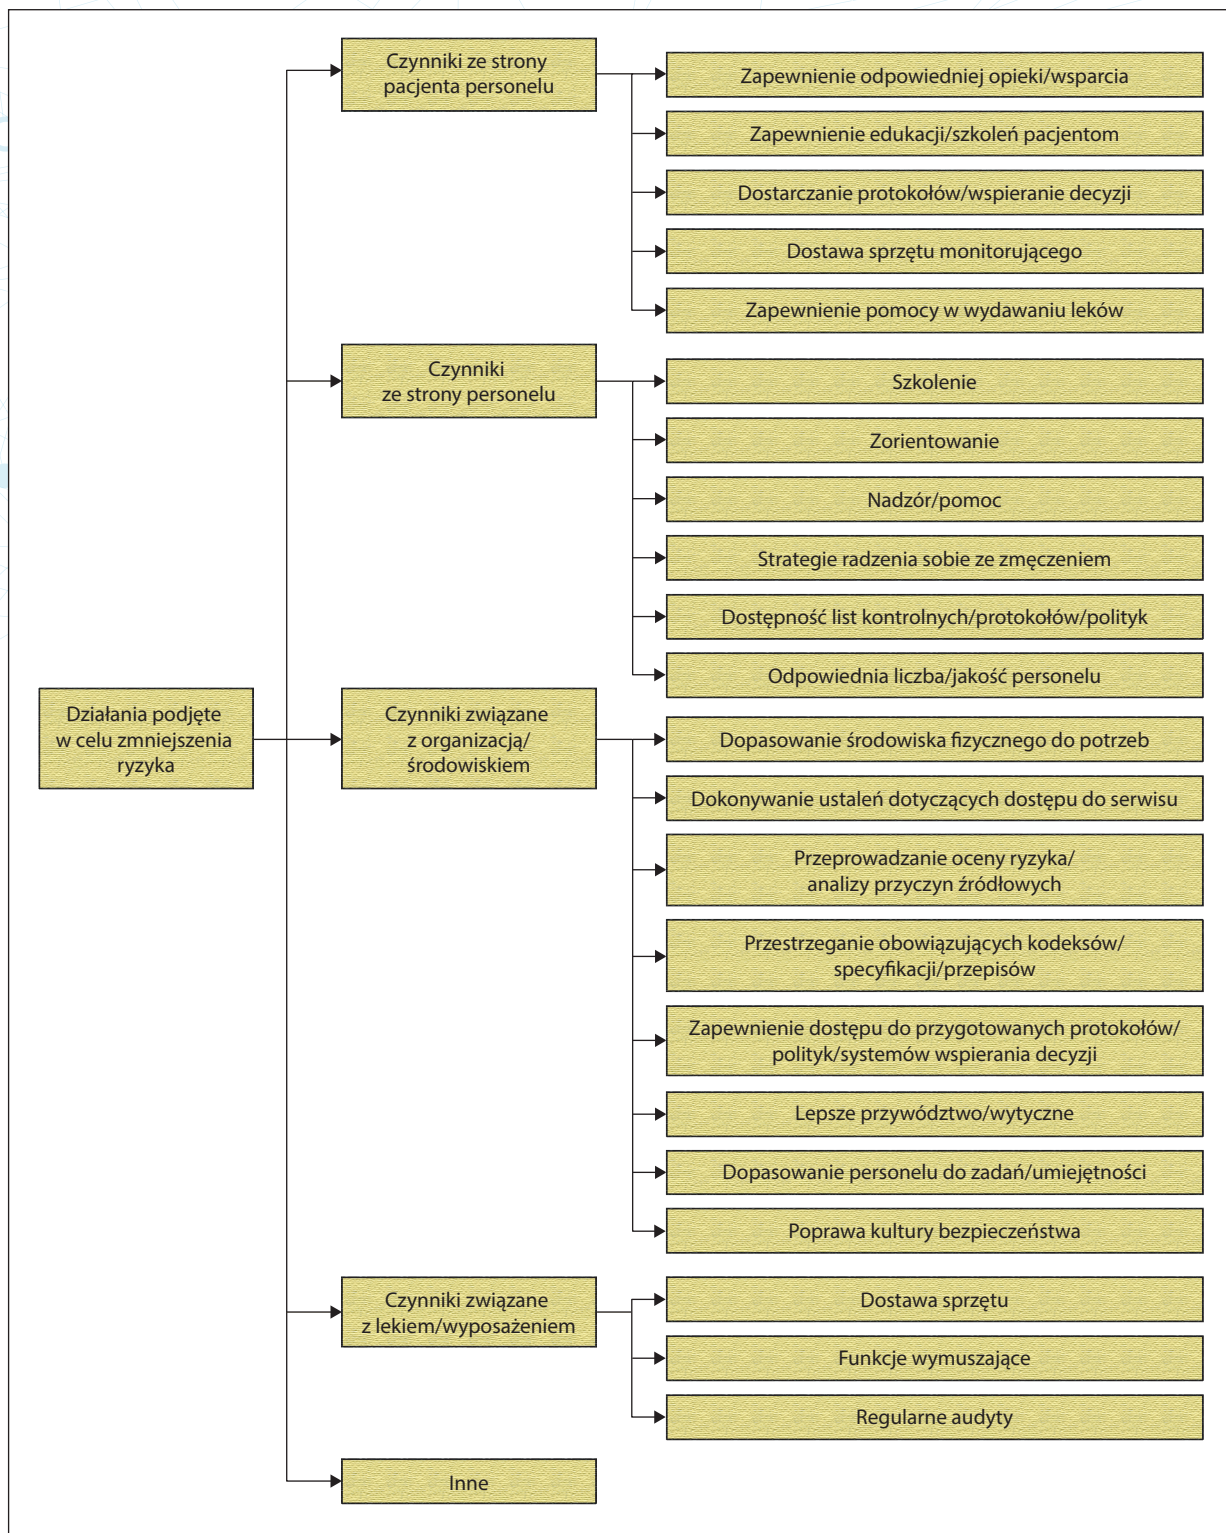 Działania podjęte
w celu zmniejszenia
ryzyka
Czynniki ze strony
pacjenta personelu
Zapewnienie odpowiedniej opieki/wsparcia
Zapewnienie edukacji/szkoleń pacjentom
Dostarczanie protokołów/wspieranie decyzji
Dostawa sprzętu monitorującego
Zapewnienie pomocy w wydawaniu leków
Czynniki
ze strony personelu
Szkolenie
Zorientowanie
Nadzór/pomoc
Strategie radzenia sobie ze zmęczeniem
Dostępność list kontrolnych/protokołów/polityk
Odpowiednia liczba/jakość personelu
Czynniki związane
z organizacją/
środowiskiem
Dopasowanie środowiska fizycznego do potrzeb
Dokonywanie ustaleń dotyczących dostępu do serwisu
Przeprowadzanie oceny ryzyka/
analizy przyczyn źródłowych
Przestrzeganie obowiązujących kodeksów/
specyfikacji/przepisów
Zapewnienie dostępu do przygotowanych protokołów/
polityk/systemów wspierania decyzji
Lepsze przywództwo/wytyczne
Dopasowanie personelu do zadań/umiejętności
Poprawa kultury bezpieczeństwa
Czynniki związane
z lekiem/wyposażeniem
Dostawa sprzętu
Funkcje wymuszające
Regularne audyty
Inne